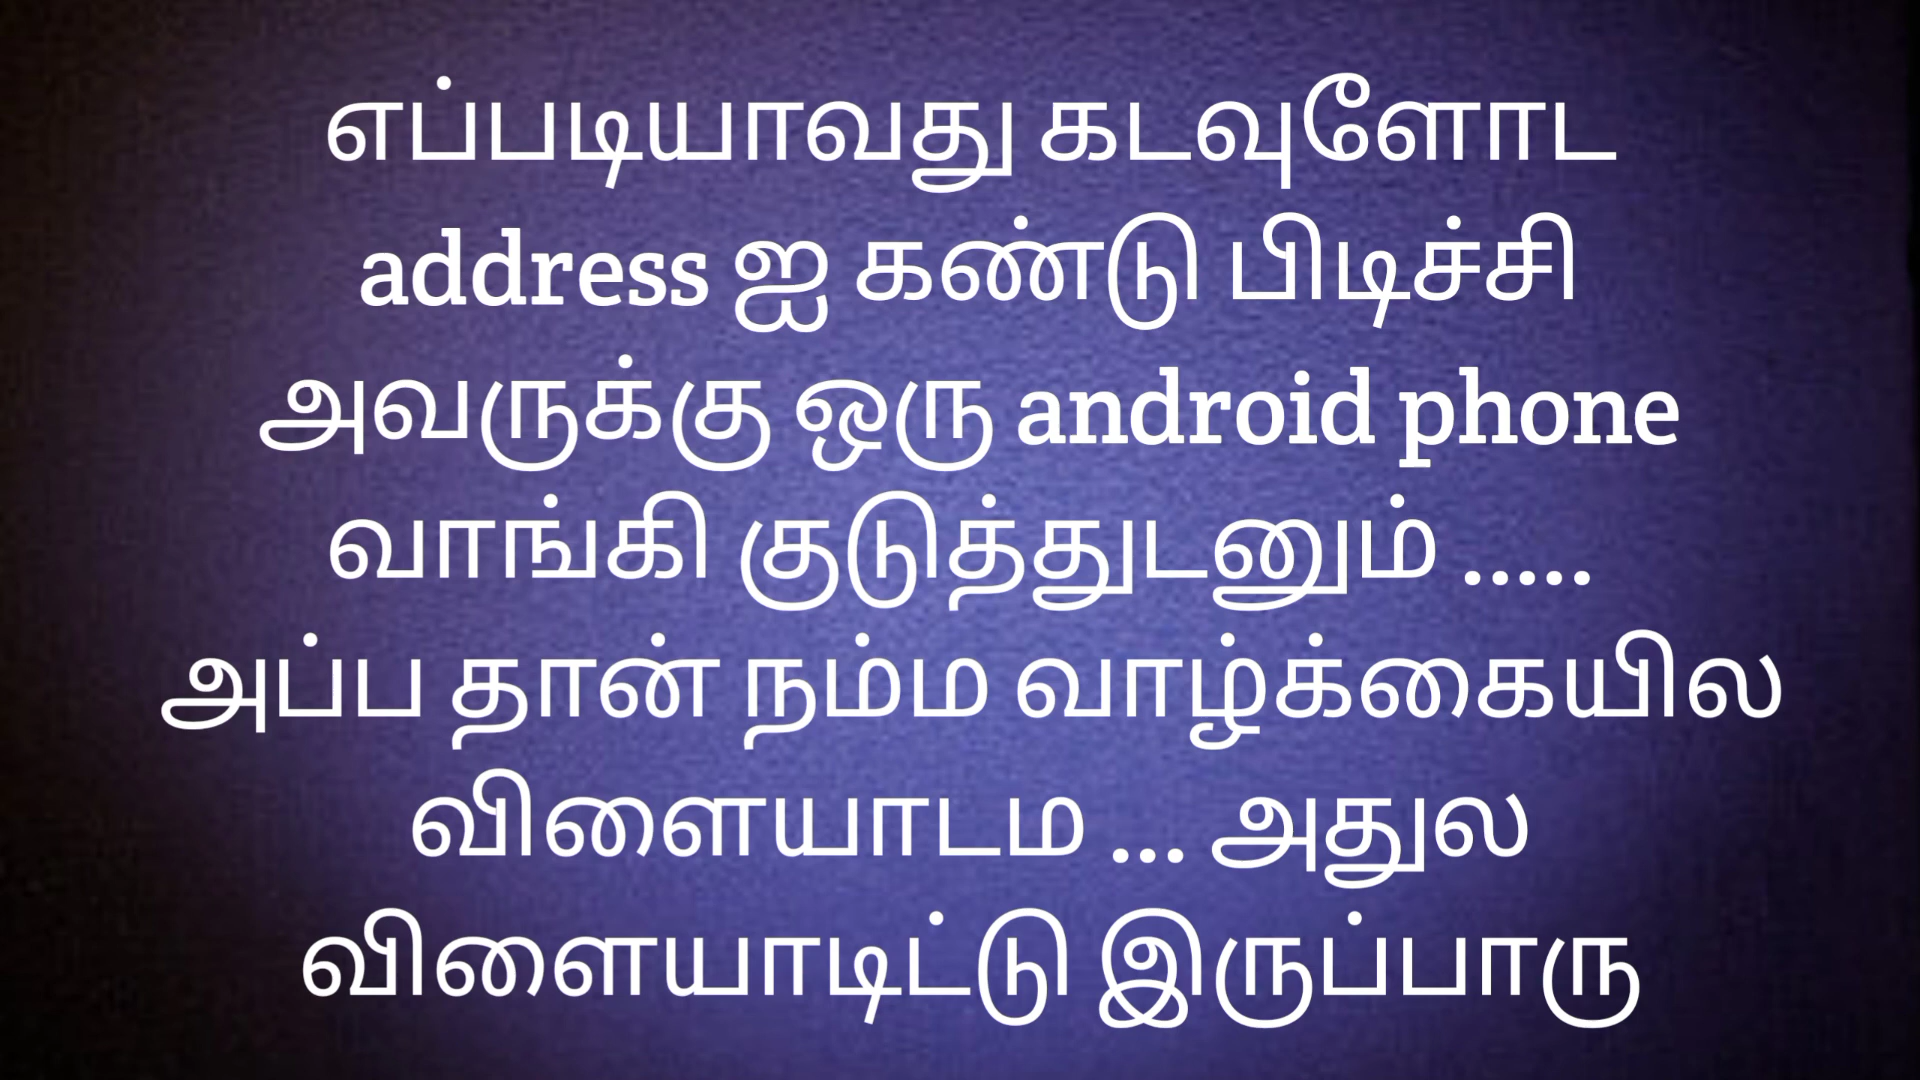 எப்படியாவது கடவுளோட
address ஐ கண்டு பிடிச்சி
அவருக்கு ஒரு android phone
வாங்கி குடுத்துடனும் .....
அப்ப தான் நம்ம வாழ்க்கையில
விளையாடம ... அதுல
விளையாடிட்டு இருப்பாரு